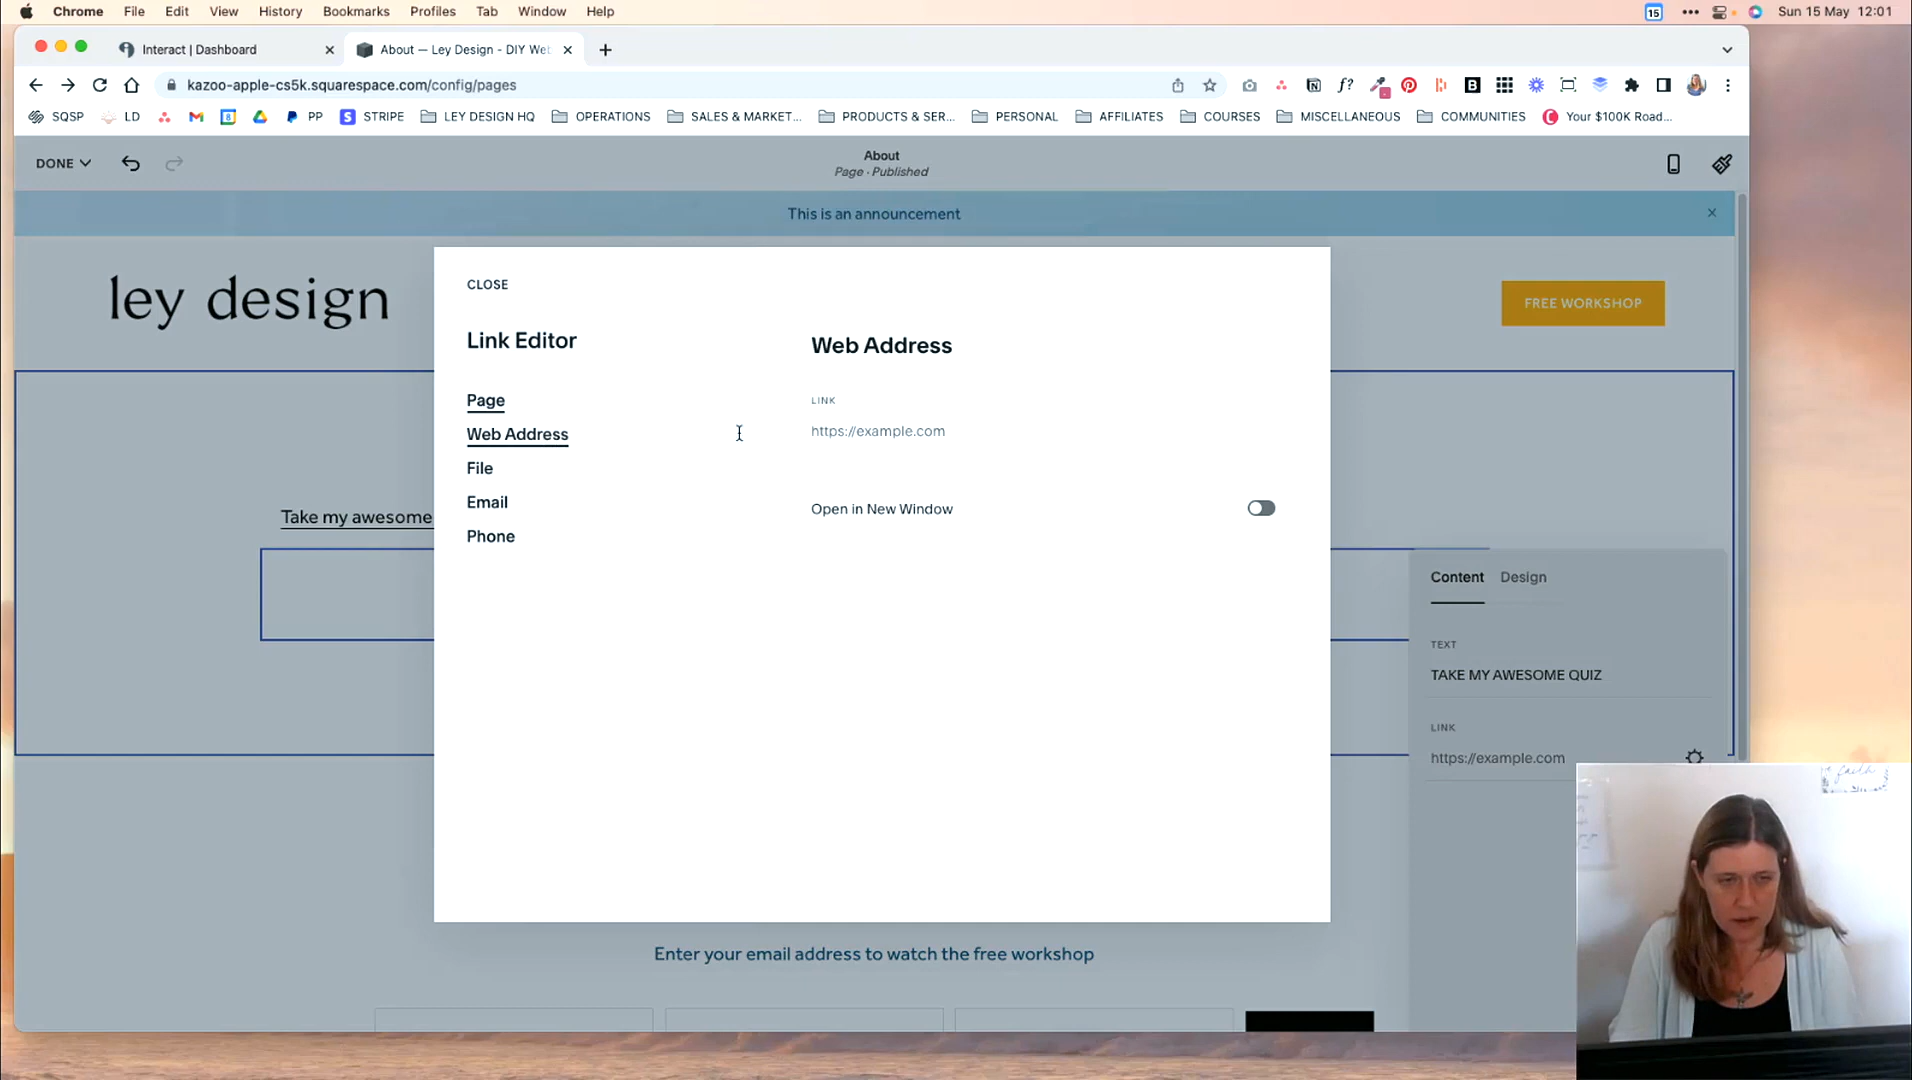 Chrome File Edit View History Bookmarks Profiles Tab Window Help
15 Sun 15 May 12:01
Interact | Dashboard
About — Ley Design - DIY Web
kazoo-apple-cs5k.squarespace.com/config/pages
SQSP LD PP STRIPE LEY DESIGN HQ OPERATIONS SALES & MARKET... PRODUCTS & SER... PERSONAL AFFILIATES COURSES MISCELLANEOUS COMMUNITIES Your $100K Road...
DONE
About
Page · Published
This is an announcement
ley design
FREE WORKSHOP
CLOSE
Link Editor
Page
Web Address
File
Email
Phone
Web Address
LINK
https://example.com
Open in New Window
Take my awesome
Content Design
TEXT
TAKE MY AWESOME QUIZ
LINK
https://example.com
Enter your email address to watch the free workshop
faith